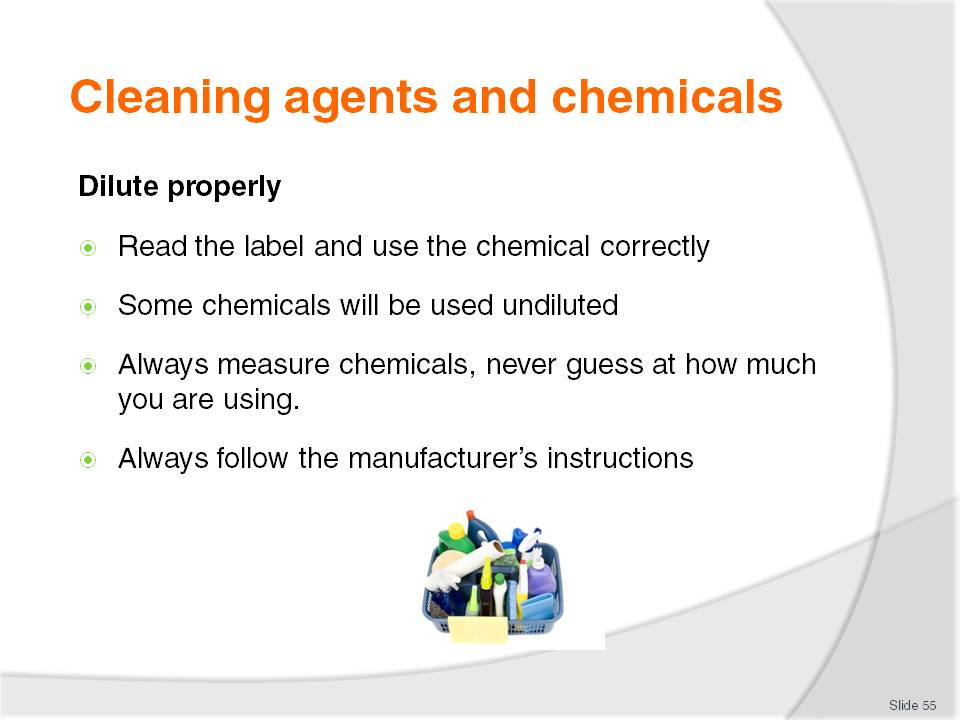 Cleaning agents and chemicals
Dilute properly
Read the label and use the chemical correctly
Some chemicals will be used undiluted
Always measure chemicals, never guess at how much
you are using.
Always follow the manufacturer’s instructions
Slide 55